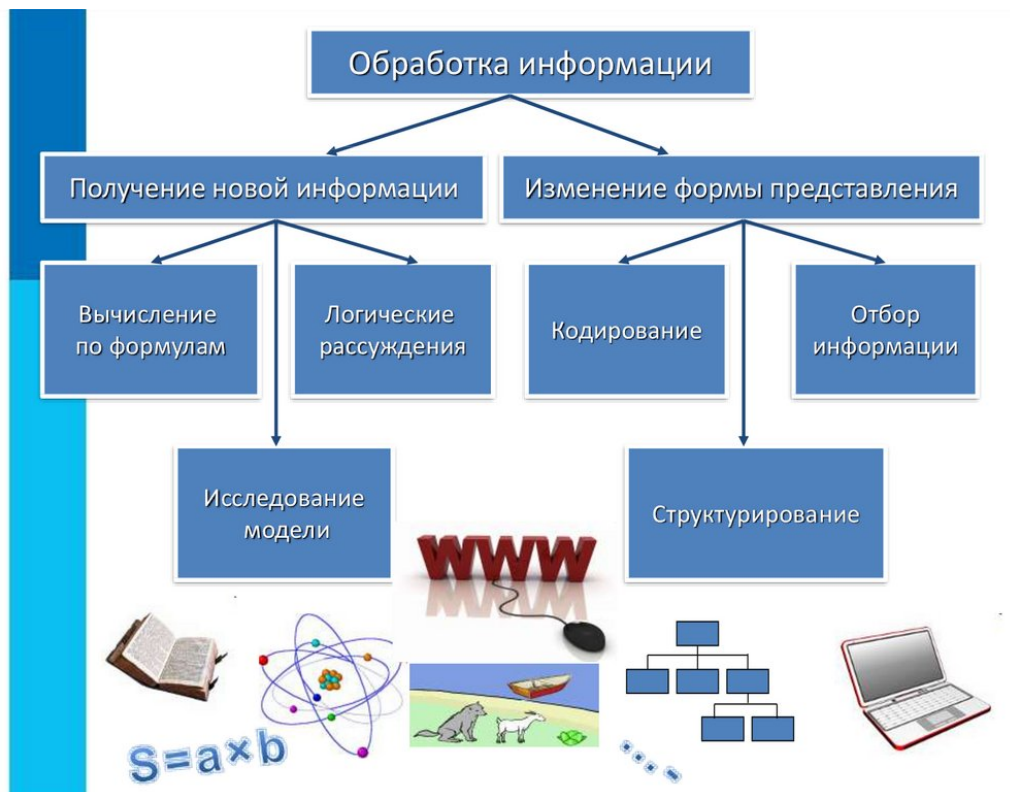 Обработка информации
Получение новой информации
Изменение формы представления
Вычисление
по формулам
Логические
рассуждения
Кодирование
Отбор
информации
Исследование
модели
Структурирование
www
S=a×b